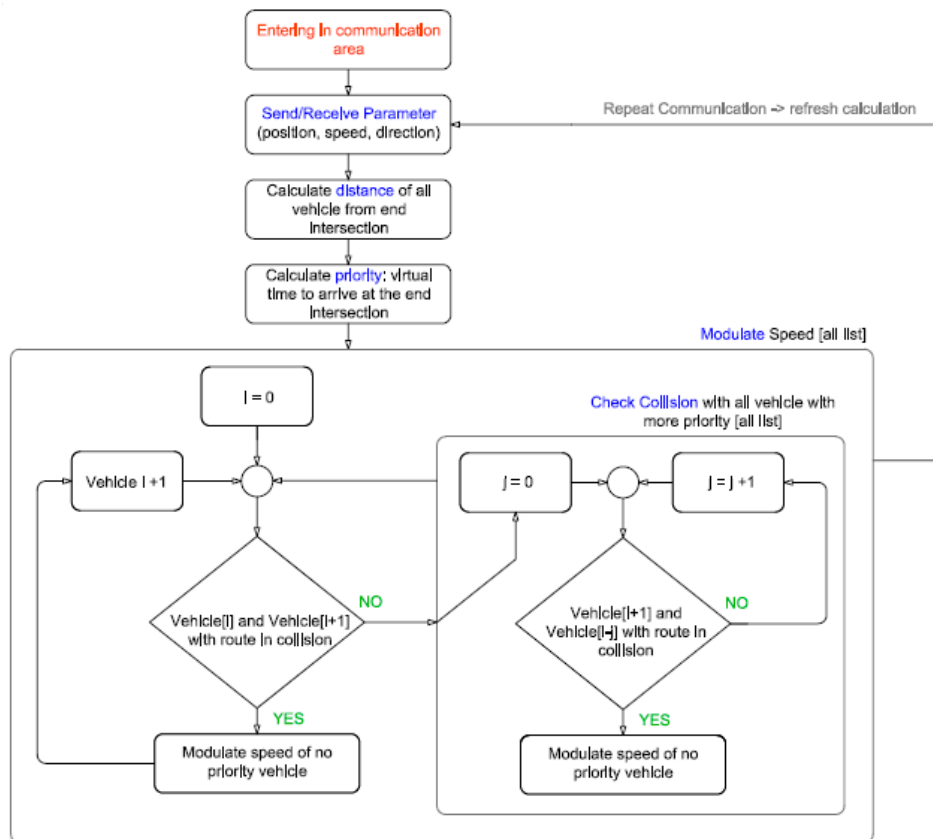 Entering in communication
area
Send/Receive Parameter
(position, speed, direction)
Repeat Communication -> refresh calculation
Calculate distance of all
vehicle from end
intersection
Calculate priority: virtual
time to arrive at the end
intersection
Modulate Speed [all list]
i = 0
Check Collision with all vehicle with
more priority [all list]
Vehicle i +1
j = 0
j = j +1
Vehicle[i] and Vehicle[i+1]
with route in collision
NO
Vehicle[i+1] and
Vehicle[i-j] with route in
collision
NO
YES
Modulate speed of no
priority vehicle
YES
Modulate speed of no
priority vehicle